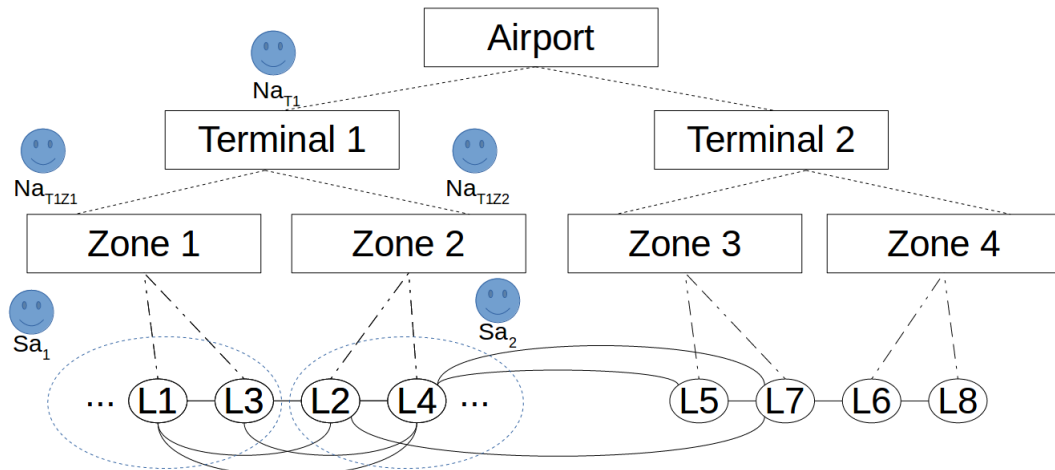 Airport
Na_T1
Terminal 1
Terminal 2
Na_T1Z1
Na_T1Z2
Zone 1
Zone 2
Zone 3
Zone 4
Sa_1
Sa_2
... L1 L3 L2 L4 ... L5 L7 L6 L8